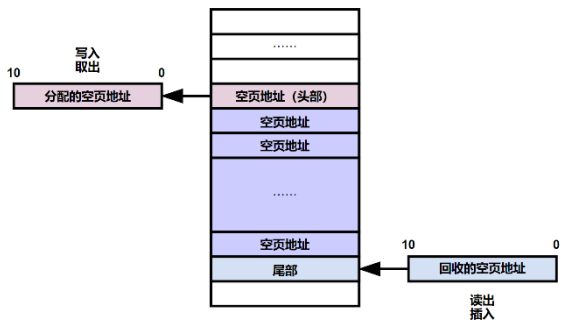 写入
取出
10 0
分配的空页地址
……
空页地址（头部）
空页地址
空页地址
……
空页地址
尾部
10 0
回收的空页地址
读出
插入